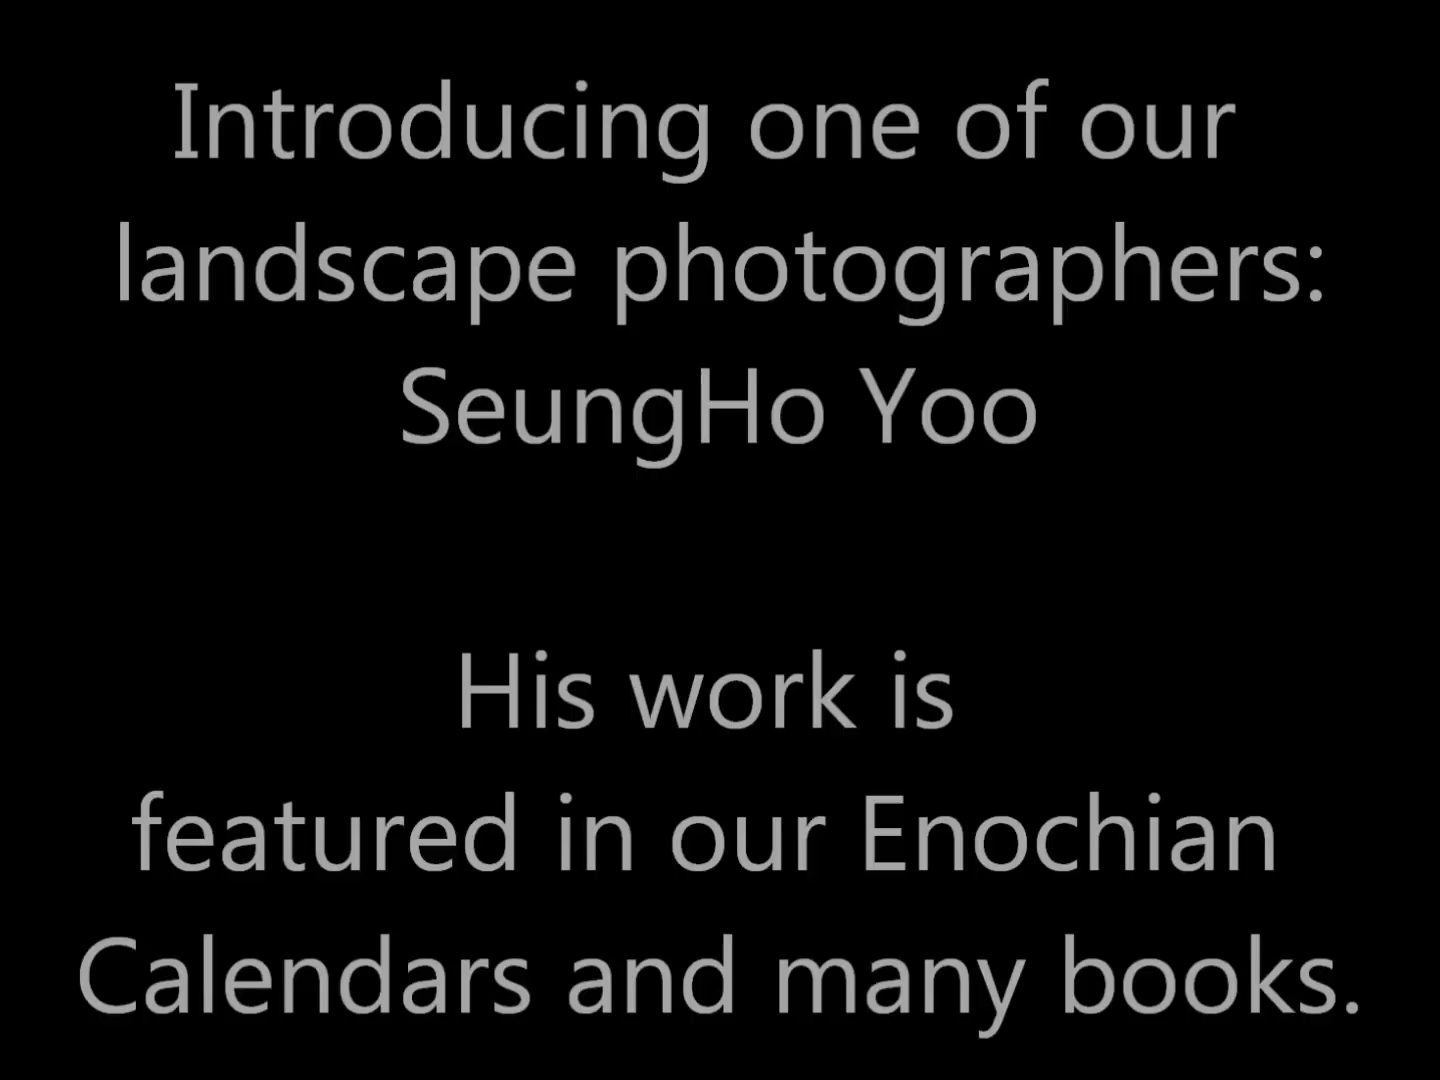 Introducing one of our
landscape photographers:
SeungHo Yoo
His work is
featured in our Enochian
Calendars and many books.